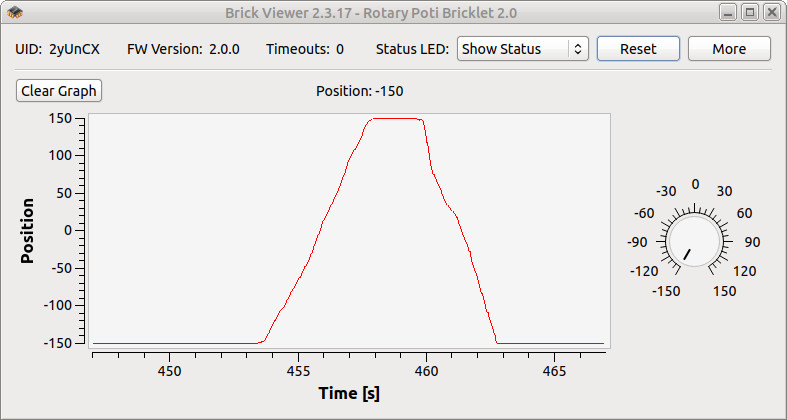 Brick Viewer 2.3.17 - Rotary Poti Bricklet 2.0
UID: 2yUnCX FW Version: 2.0.0 Timeouts: 0 Status LED: Show Status Reset More
Clear Graph Position: -150
150
100
50
0
-50
-100
-150
Position
450 455 460 465
Time [s]
0
-30 30
-60 60
-90 90
-120 120
-150 150